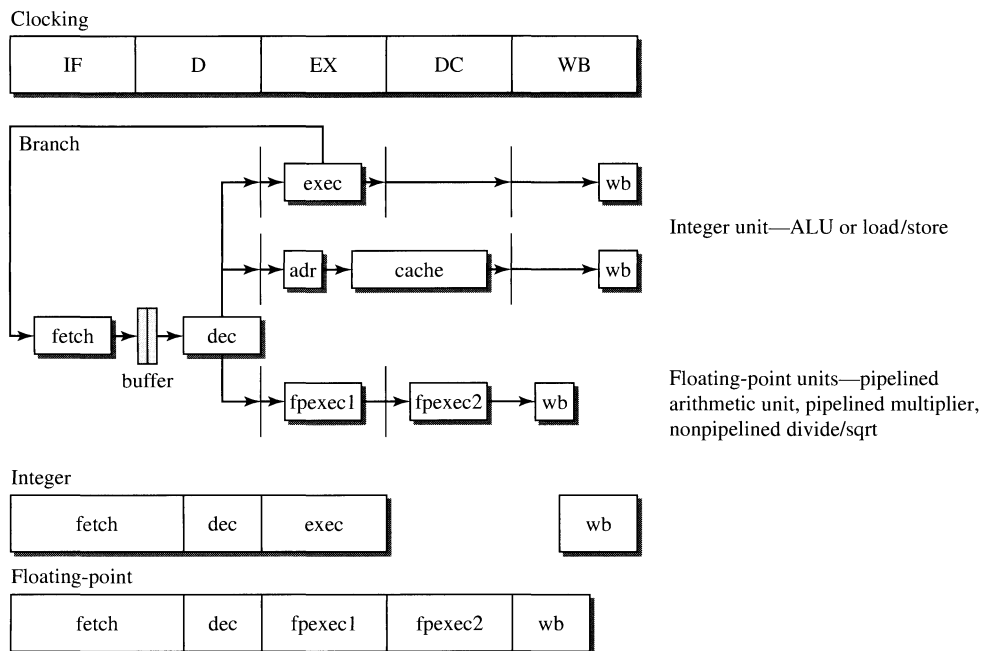 Clocking
IF D EX DC WB
Branch
exec wb
Integer unit—ALU or load/store
adr cache wb
fetch dec
buffer
Floating-point units—pipelined
arithmetic unit, pipelined multiplier,
nonpipelined divide/sqrt
fpexec1 fpexec2 wb
Integer
fetch dec exec wb
Floating-point
fetch dec fpexec1 fpexec2 wb